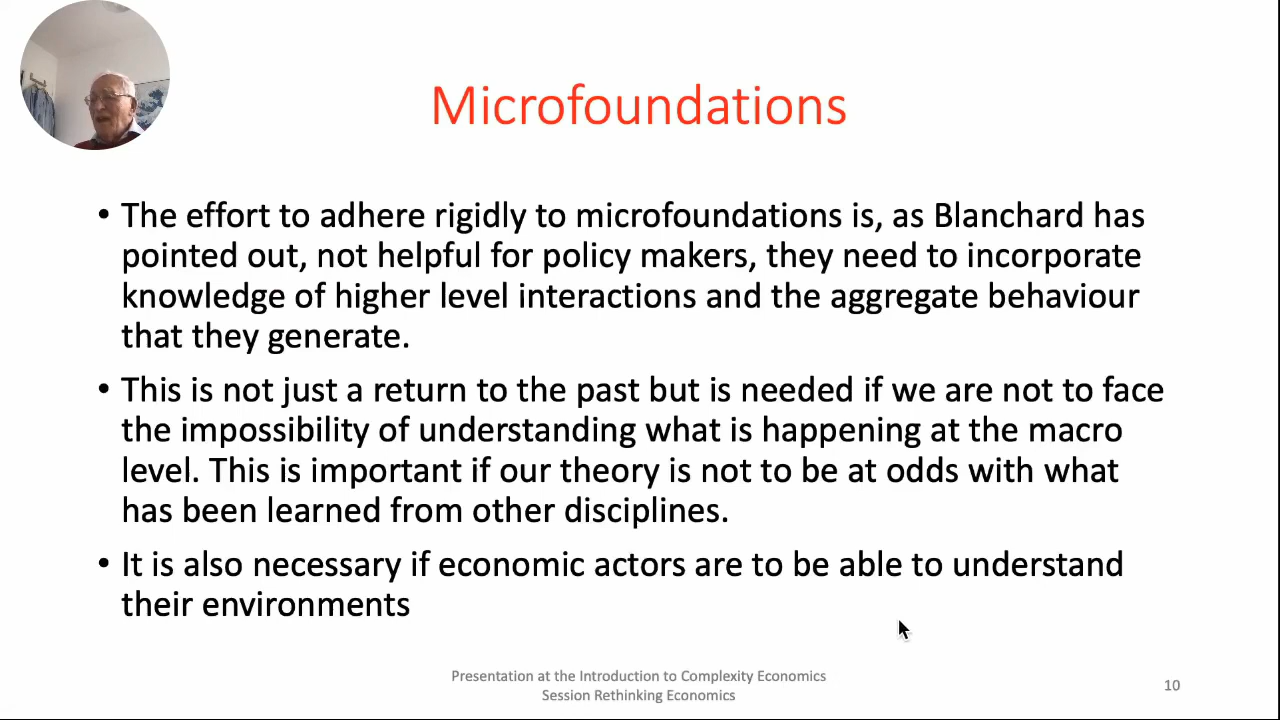 Microfoundations
• The effort to adhere rigidly to microfoundations is, as Blanchard has
pointed out, not helpful for policy makers, they need to incorporate
knowledge of higher level interactions and the aggregate behaviour
that they generate.
• This is not just a return to the past but is needed if we are not to face
the impossibility of understanding what is happening at the macro
level. This is important if our theory is not to be at odds with what
has been learned from other disciplines.
• It is also necessary if economic actors are to be able to understand
their environments
Presentation at the Introduction to Complexity Economics
Session Rethinking Economics
10